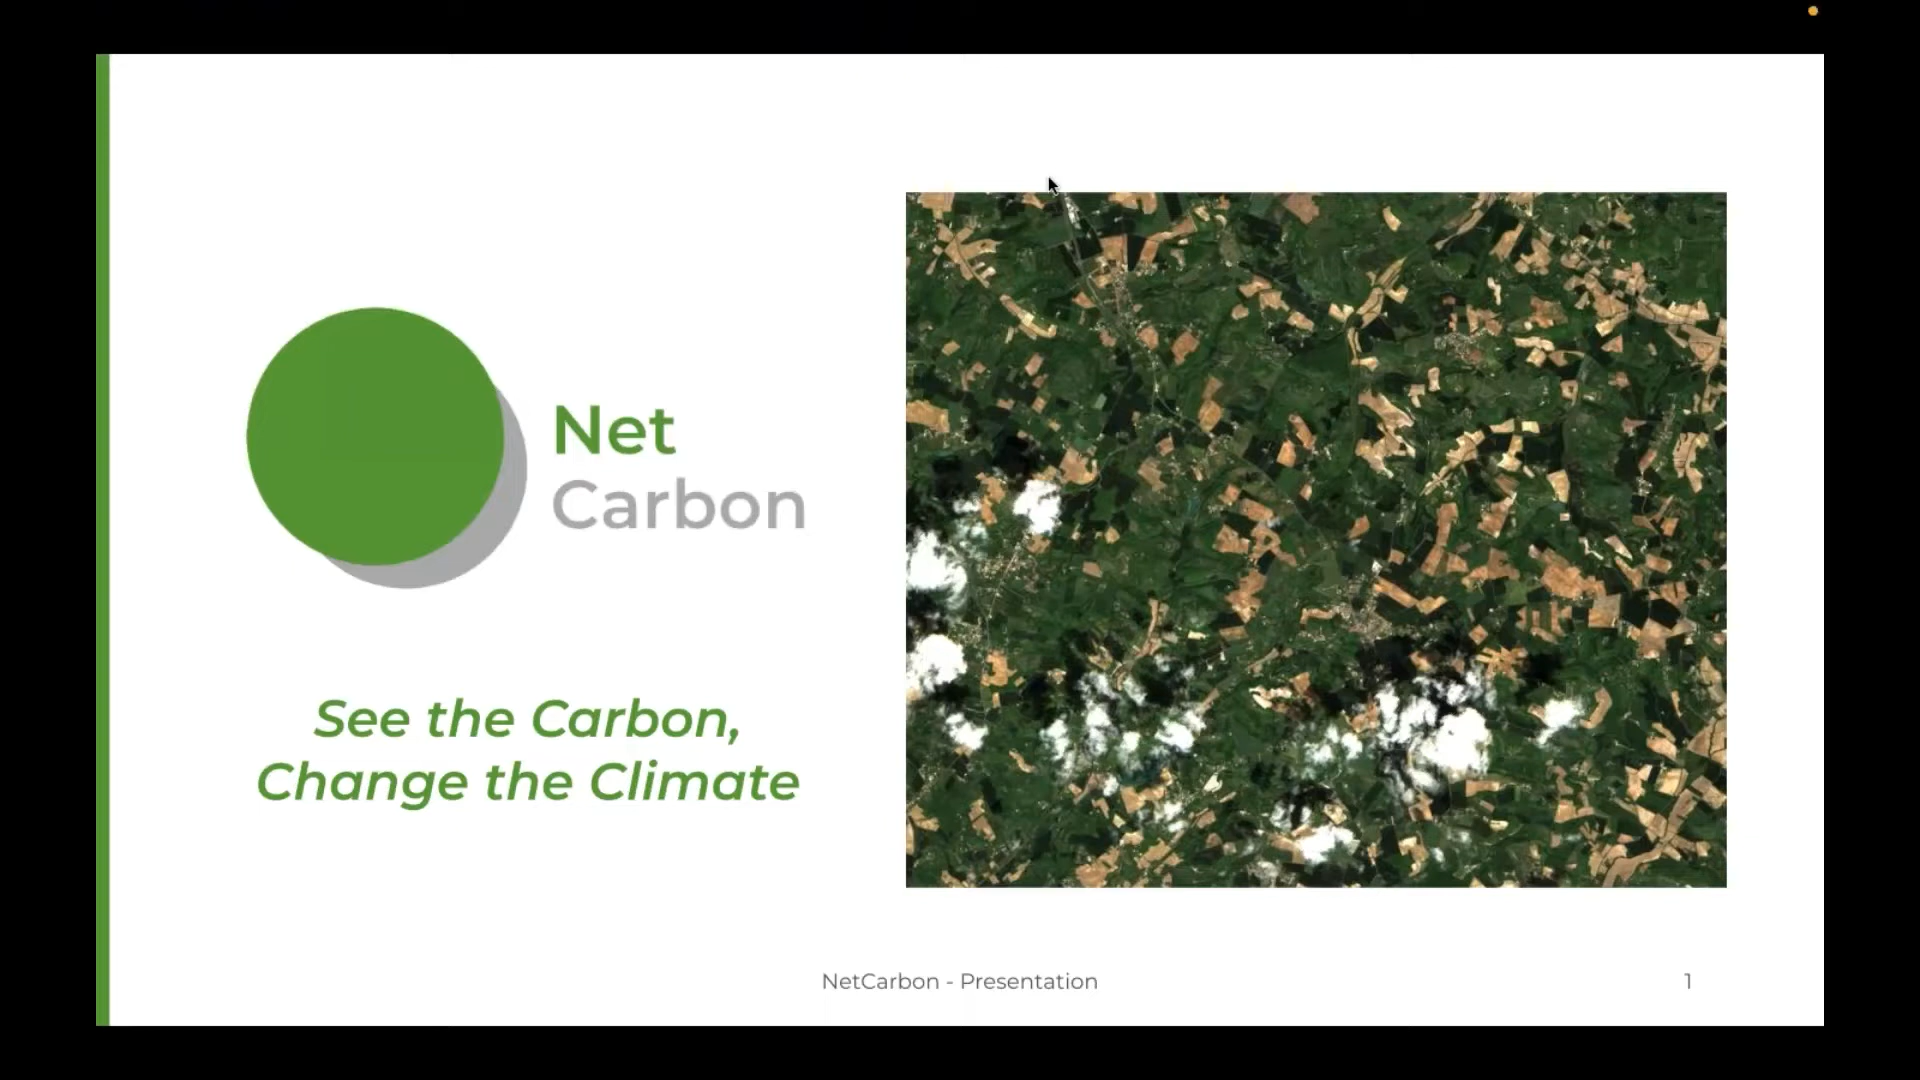 Net
Carbon
See the Carbon,
Change the Climate
NetCarbon - Presentation
1